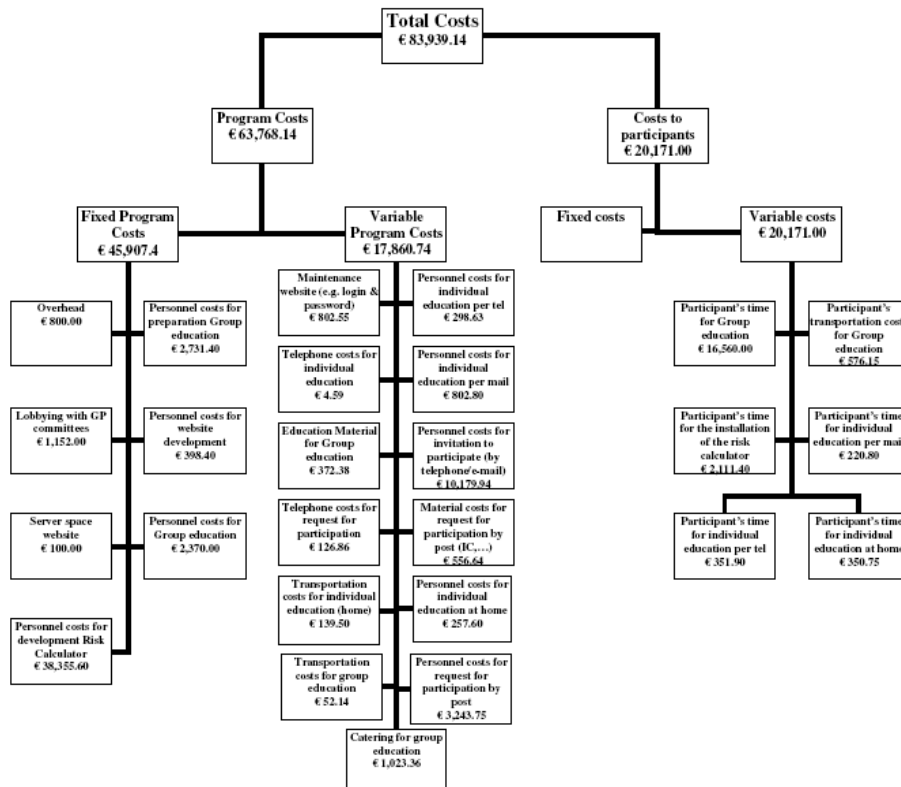 Total Costs
€ 83,939.14
Program Costs
€ 63,768.14
Costs to
participants
€ 20,171.00
Fixed Program
Costs
€ 45,907.4
Variable
Program Costs
€ 17,860.74
Fixed costs
Variable costs
€ 20,171.00
Overhead
€ 800.00
Personnel costs for
preparation Group
education
€ 2,731.40
Lobbying with GP
committees
€ 1,152.00
Personnel costs for
website
development
€ 398.40
Server space
website
€ 100.00
Personnel costs for
Group education
€ 2,370.00
Personnel costs for
development Risk
Calculator
€ 38,355.60
Maintenance
website (e.g. login &
password)
€ 802.55
Personnel costs for
individual
education per tel
€ 298.63
Telephone costs for
individual
education
€ 4.59
Personnel costs for
individual
education per mail
€ 802.80
Education Material
for Group
education
€ 372.38
Personnel costs for
invitation to
participate (by
telephone/e-mail)
€ 10,179.94
Telephone costs for
request for
participation
€ 126.86
Material costs for
request for
participation by
post (IC,...)
€ 556.64
Transportation
costs for individual
education (home)
€ 139.50
Personnel costs for
individual
education at home
€ 257.60
Transportation
costs for group
education
€ 52.14
Personnel costs for
request for
participation by
post
€ 3,243.75
Catering for group
education
€ 1,023.36
Participant's time
for Group
education
€ 16,560.00
Participant's
transportation costs
for Group
education
€ 576.15
Participant's time
for the installation
of the risk
calculator
€ 2,111.40
Participant's time
for individual
education per mail
€ 220.80
Participant's time
for individual
education per tel
€ 351.90
Participant's time
for individual
education at home
€ 350.75